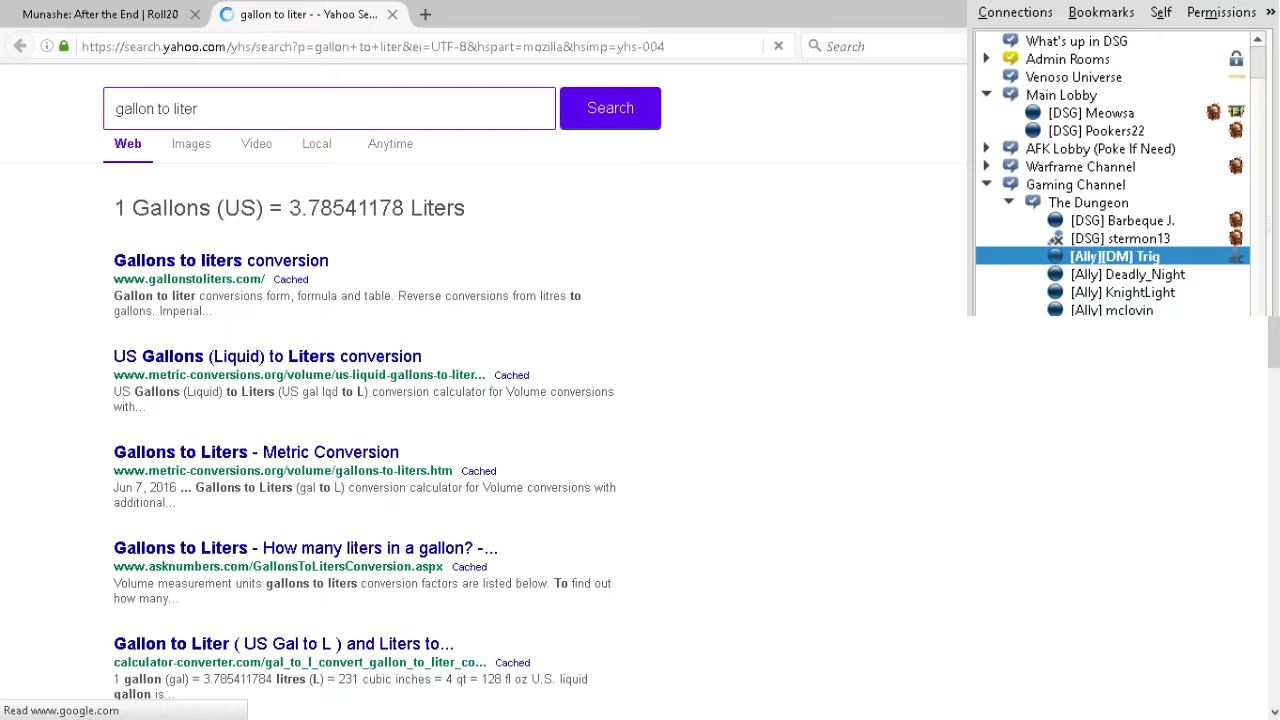 Munashe: After the End | Roll20
gallon to liter - - Yahoo Se...
https://search.yahoo.com/yhs/search?p=gallon+to+liter&ei=UTF-8&hspart=mozilla&hsimp=yhs-004
Search
gallon to liter
Search
Web Images Video Local Anytime
1 Gallons (US) = 3.78541178 Liters
Gallons to liters conversion
www.gallonstoliters.com/ Cached
Gallon to liter conversions form, formula and table. Reverse conversions from litres to
gallons. Imperial...
US Gallons (Liquid) to Liters conversion
www.metric-conversions.org/volume/us-liquid-gallons-to-liter... Cached
US Gallons (Liquid) to Liters (US gal lqd to L) conversion calculator for Volume conversions
with...
Gallons to Liters - Metric Conversion
www.metric-conversions.org/volume/gallons-to-liters.htm Cached
Jun 7, 2016 ... Gallons to Liters (gal to L) conversion calculator for Volume conversions with
additional...
Gallons to Liters - How many liters in a gallon? -...
www.asknumbers.com/GallonsToLitersConversion.aspx Cached
Volume measurement units gallons to liters conversion factors are listed below. To find out
how many...
Gallon to Liter ( US Gal to L ) and Liters to...
calculator-converter.com/gal_to_l_convert_gallon_to_liter_co... Cached
1 gallon (gal) = 3.785411784 litres (L) = 231 cubic inches = 4 qt = 128 fl oz U.S. liquid
gallon is...
Read www.google.com
Connections Bookmarks Self Permissions »
What's up in DSG
Admin Rooms
Venoso Universe
Main Lobby
[DSG] Meowsa
[DSG] Pookers22
AFK Lobby (Poke If Need)
Warframe Channel
Gaming Channel
The Dungeon
[DSG] Barbeque J.
[DSG] stermon13
[Ally][DM] Trig
[Ally] Deadly_Night
[Ally] KnightLight
[Ally] mclovin